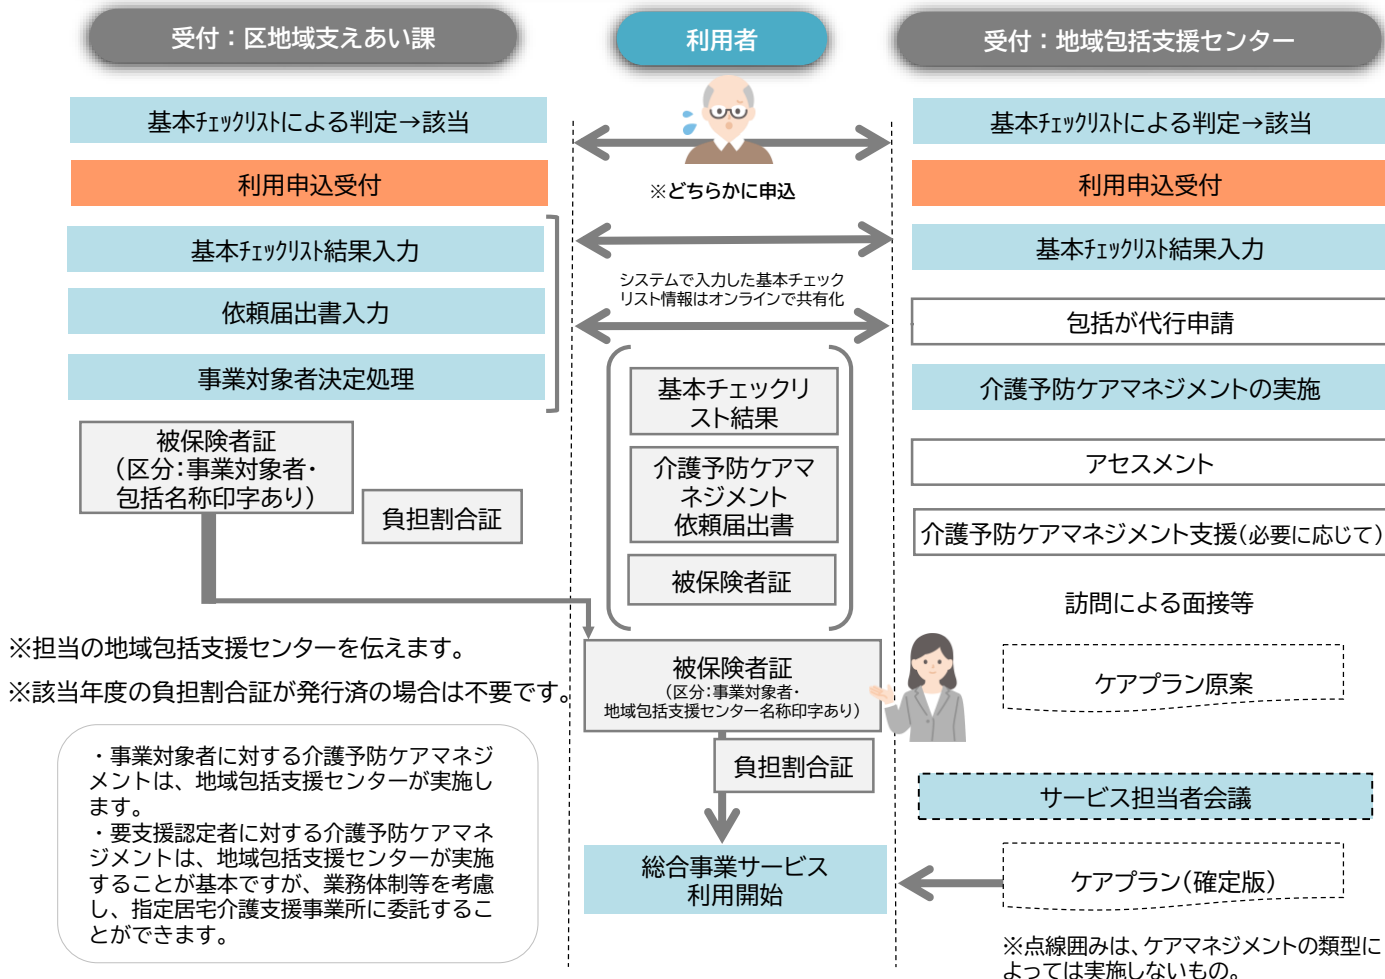 受付：区地域支えあい課
基本ﾁｪｯｸﾘｽﾄによる判定→該当
利用申込受付
基本ﾁｪｯｸﾘｽﾄ結果入力
依頼届出書入力
事業対象者決定処理
被保険者証
（区分：事業対象者・
包括名称印字あり）
負担割合証
※担当の地域包括支援センターを伝えます。
※該当年度の負担割合証が発行済の場合は不要です。
・事業対象者に対する介護予防ケアマネジ
メントは、地域包括支援センターが実施し
ます。
・要支援認定者に対する介護予防ケアマネ
ジメントは、地域包括支援センターが実施
することが基本ですが、業務体制等を考慮
し、指定居宅介護支援事業所に委託するこ
とができます。
利用者
※どちらかに申込
システムで入力した基本チェック
リスト情報はオンラインで共有化
基本チェックリ
スト結果
介護予防ケアマ
ネジメント
依頼届出書
被保険者証
被保険者証
（区分：事業対象者・
地域包括支援センター名称印字あり）
負担割合証
総合事業サービス
利用開始
受付：地域包括支援センター
基本ﾁｪｯｸﾘｽﾄによる判定→該当
利用申込受付
基本ﾁｪｯｸﾘｽﾄ結果入力
包括が代行申請
介護予防ケアマネジメントの実施
アセスメント
介護予防ケアマネジメント支援（必要に応じて）
訪問による面接等
ケアプラン原案
サービス担当者会議
ケアプラン（確定版）
※点線囲みは、ケアマネジメントの類型に
よっては実施しないもの。